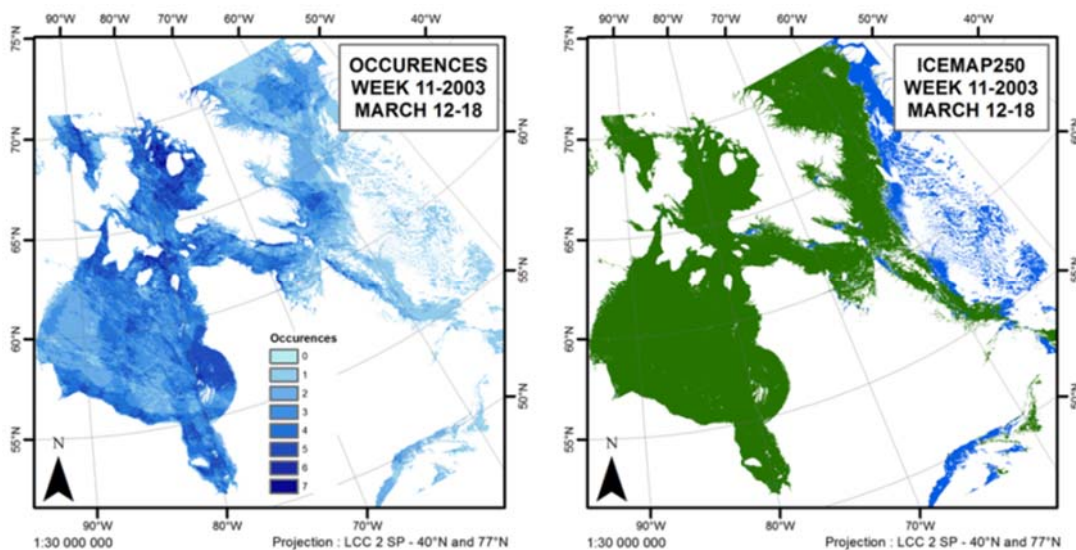 90°W 90°W 80°W 70°W 60°W 50°W 40°W
75°N
70°N
65°N
60°N
55°N
OCCURENCES
WEEK 11-2003
MARCH 12-18
60°N
55°N
50°N
Occurences
0
1
2
3
4
5
6
7
N
90°W 80°W 70°W
1:30 000 000 Projection : LCC 2 SP - 40°N and 77°N
90°W 90°W 80°W 70°W 60°W 50°W 40°W
75°N
70°N
65°N
60°N
55°N
ICEMAP250
WEEK 11-2003
MARCH 12-18
60°N
55°N
50°N
N
90°W 80°W 70°W
1:30 000 000 Projection : LCC 2 SP - 40°N and 77°N